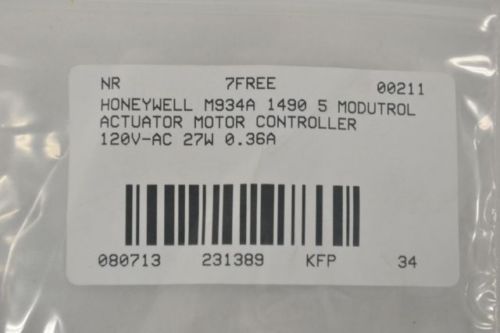 NR 7FREE 00211
HONEYWELL M934A 1490 5 MODUTROL
ACTUATOR MOTOR CONTROLLER
120V-AC 27W 0.36A
080713 231389 KFP 34